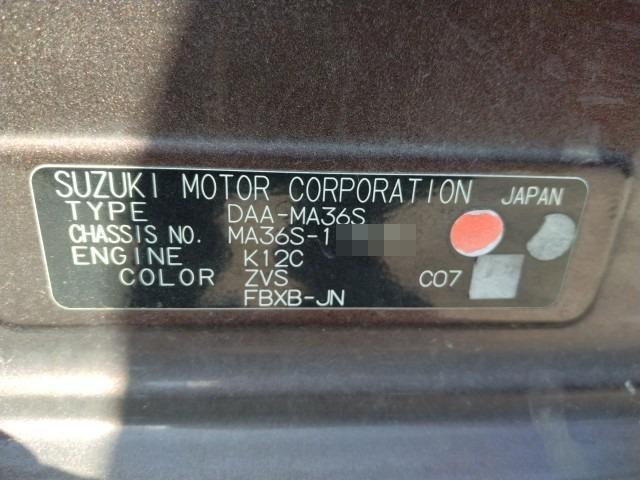 SUZUKI MOTOR CORPORATION JAPAN
TYPE DAA-MA36S
CHASSIS NO. MA36S-1
ENGINE K12C
COLOR ZVS C07
FBXB-JN